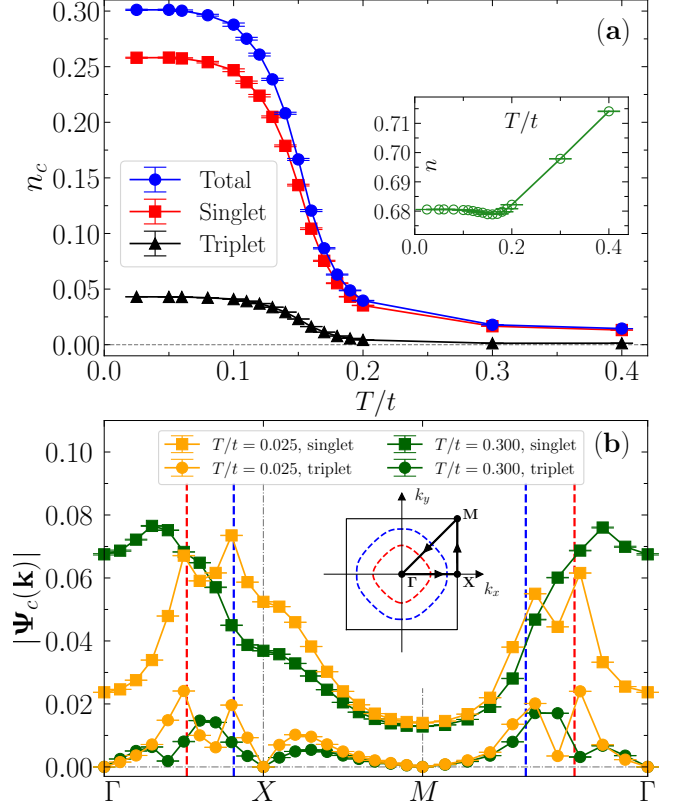 (a)
n_c
0.30
0.25
0.20
0.15
0.10
0.05
0.00
Total
Singlet
Triplet
T/t
n
0.71
0.70
0.69
0.68
0.0 0.2 0.4
0.0 0.1 0.2 0.3 0.4
T/t
(b)
|Ψ_c(k)|
0.10
0.08
0.06
0.04
0.02
0.00
T/t = 0.025, singlet
T/t = 0.025, triplet
T/t = 0.300, singlet
T/t = 0.300, triplet
k_y
M
Γ
X
k_x
Γ X M Γ